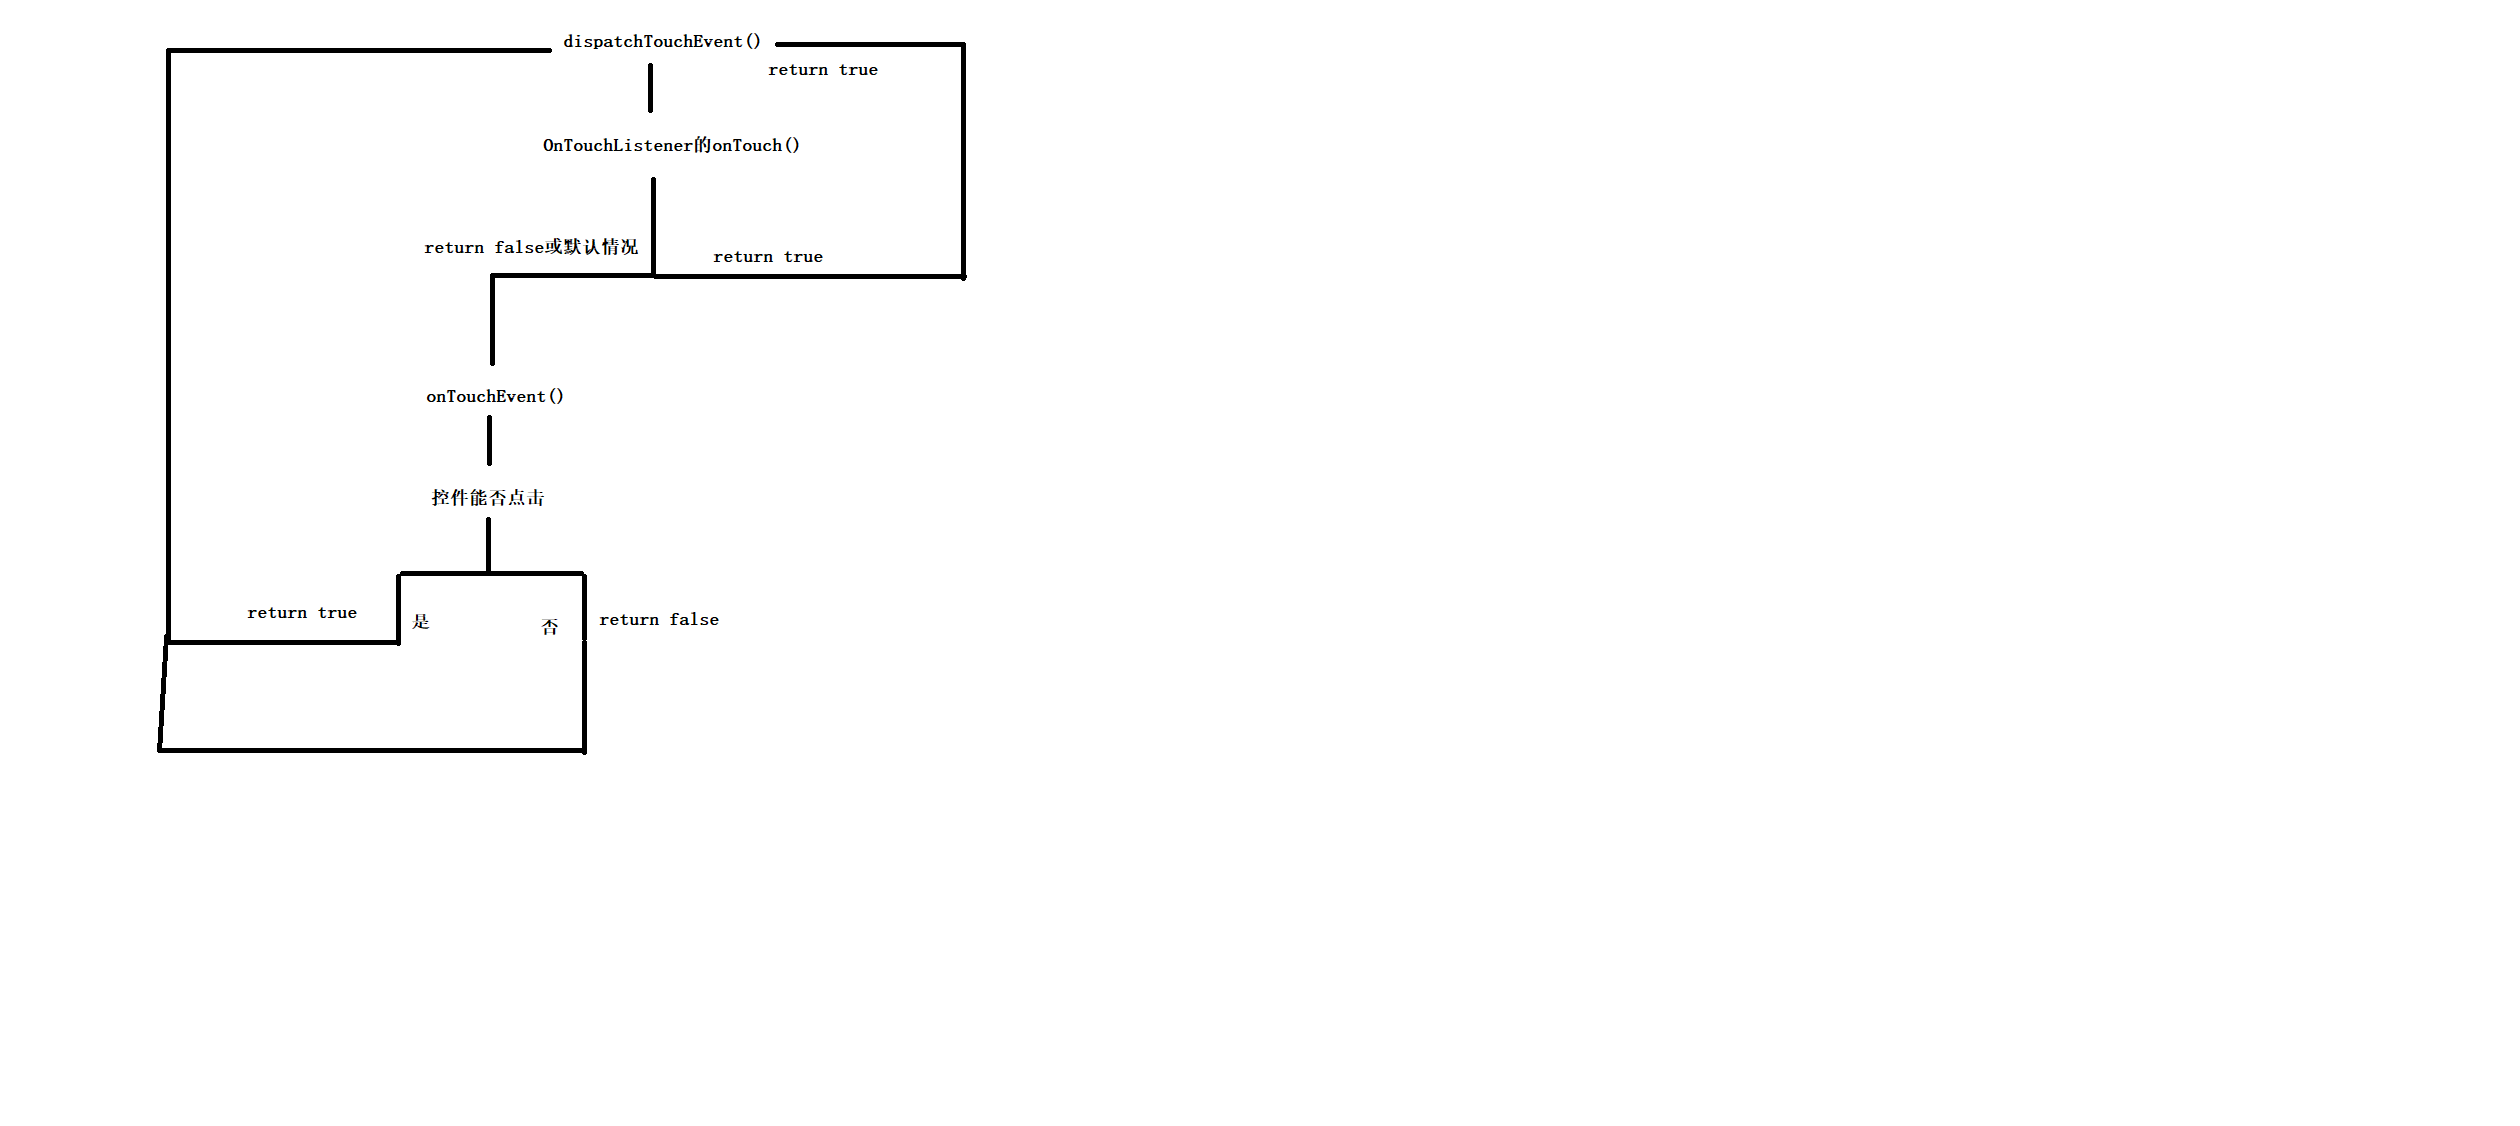 dispatchTouchEvent()
return true
OnTouchListener的onTouch()
return false或默认情况
return true
onTouchEvent()
控件能否点击
return true
是
否
return false